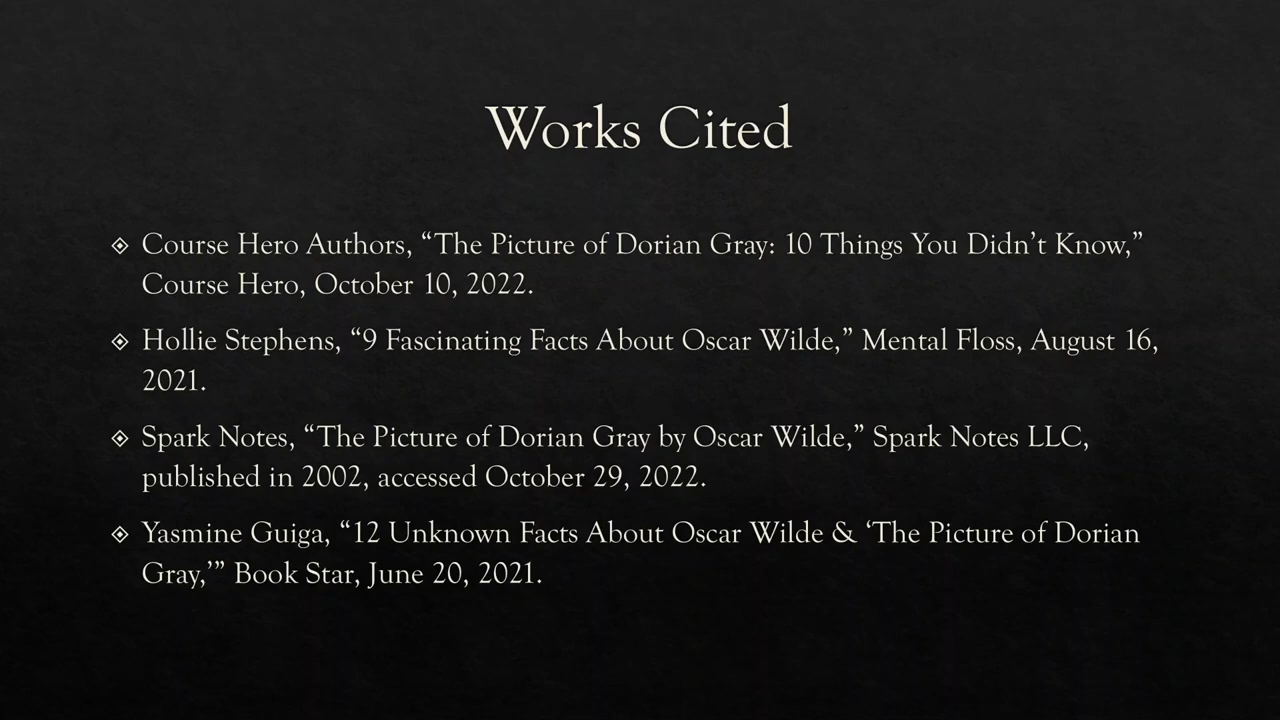 Works Cited
Course Hero Authors, “The Picture of Dorian Gray: 10 Things You Didn’t Know,”
Course Hero, October 10, 2022.
Hollie Stephens, “9 Fascinating Facts About Oscar Wilde,” Mental Floss, August 16,
2021.
Spark Notes, “The Picture of Dorian Gray by Oscar Wilde,” Spark Notes LLC,
published in 2002, accessed October 29, 2022.
Yasmine Guiga, “12 Unknown Facts About Oscar Wilde & ‘The Picture of Dorian
Gray,’” Book Star, June 20, 2021.